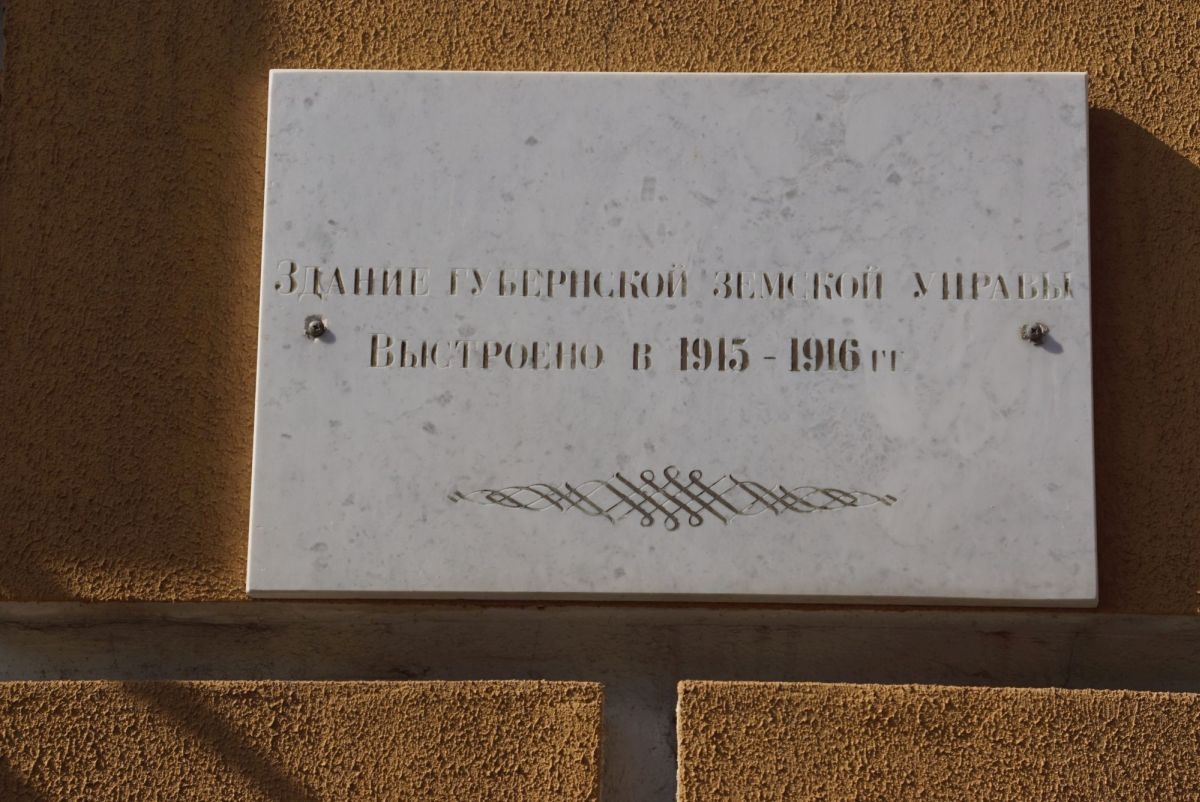 Здание губернской земской управы
Выстроено в 1915 - 1916 гг.